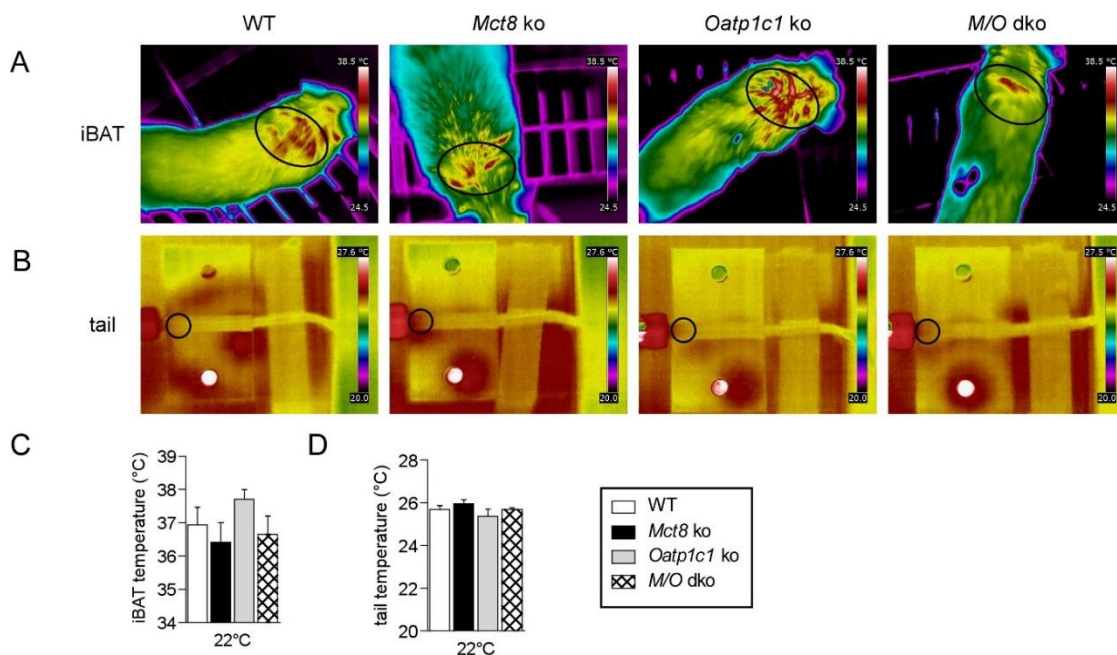 WT Mct8 ko Oatp1c1 ko M/O dko
A
iBAT
38.5 °C
24.5
38.5 °C
24.5
38.5 °C
24.5
38.5 °C
24.5
B
tail
27.6 °C
20.0
27.6 °C
20.0
27.6 °C
20.0
27.5 °C
20.0
C
iBAT temperature (°C)
39
38
37
36
35
34
22°C
D
tail temperature (°C)
28
26
24
22
20
22°C
WT
Mct8 ko
Oatp1c1 ko
M/O dko